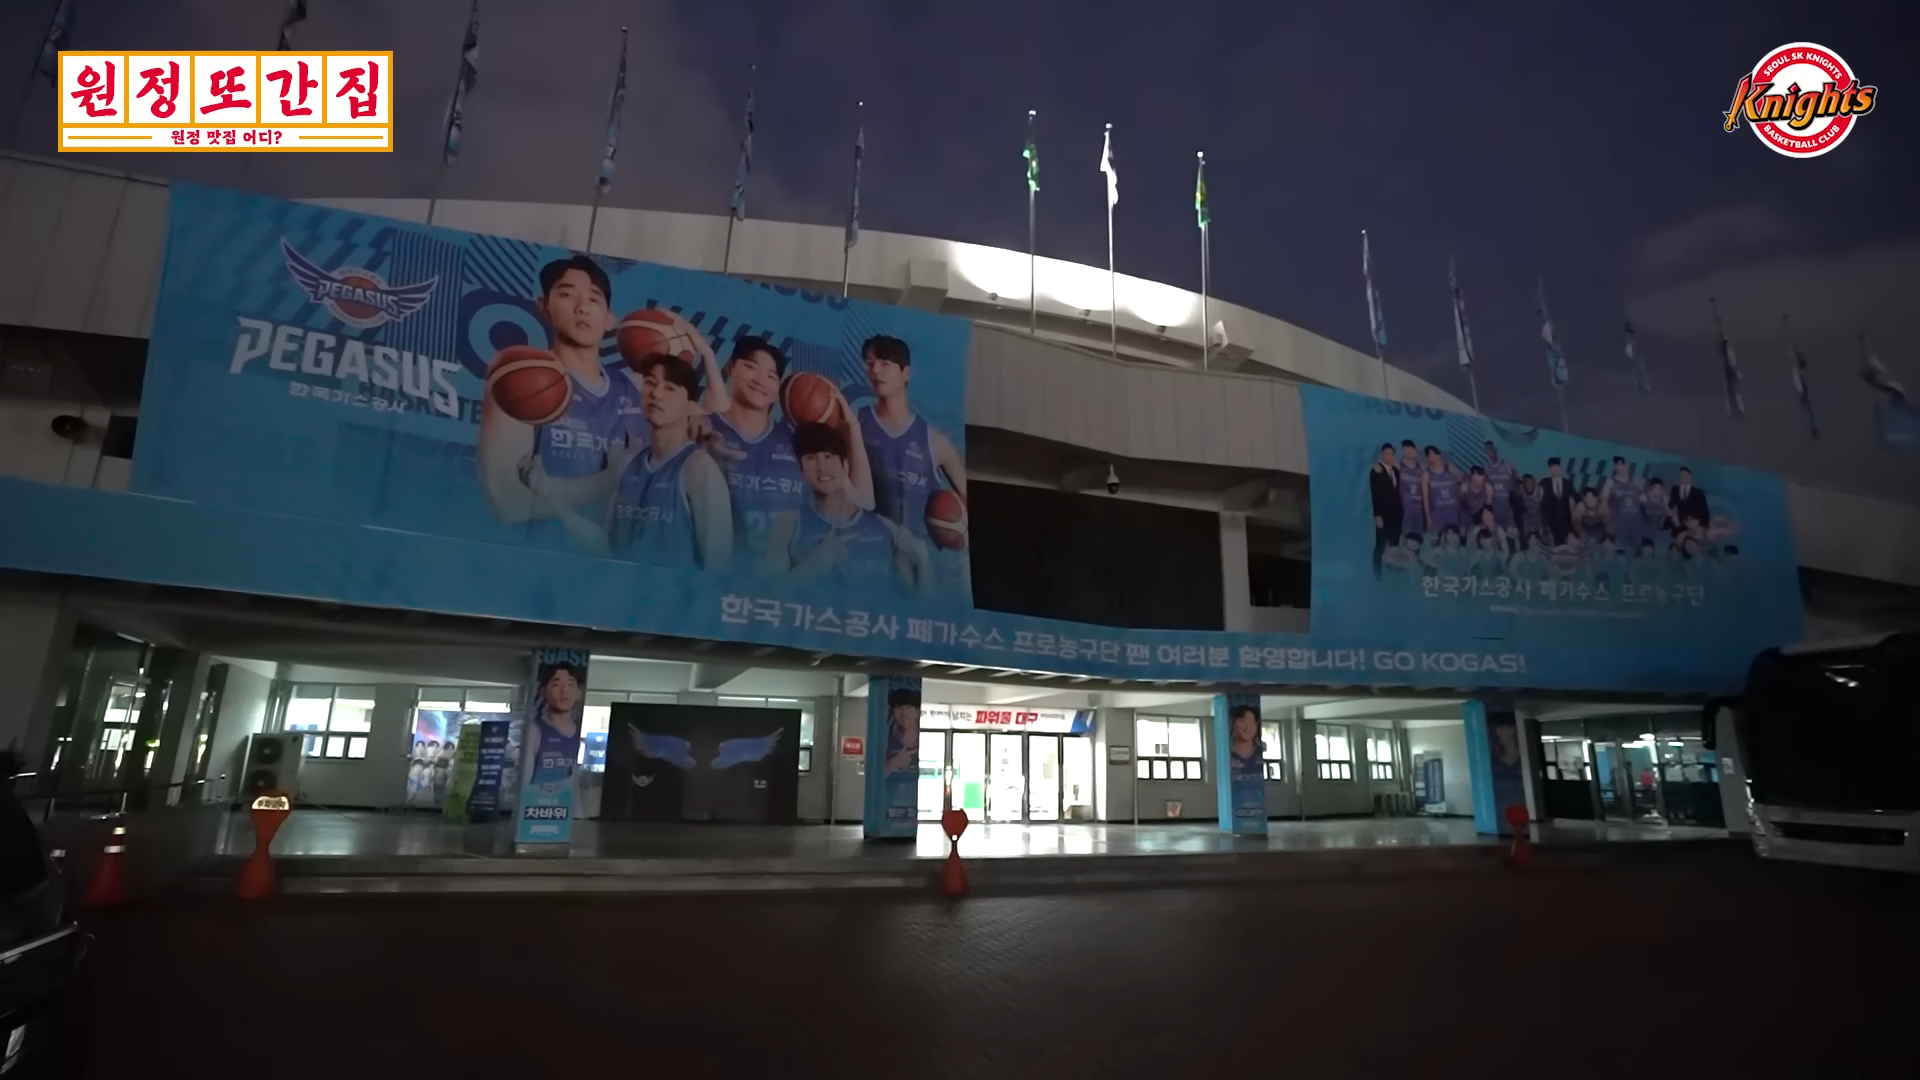 원정또간집
원정 맛집 어디?
SEOUL SK KNIGHTS
Knights
BASKETBALL CLUB
PEGASUS
PEGASUS
한국가스공사
한국가스공사 페가수스 프로농구단
한국가스공사 페가수스 프로농구단 팬 여러분 환영합니다! GO KOGAS!
파워풀 대구
차바위